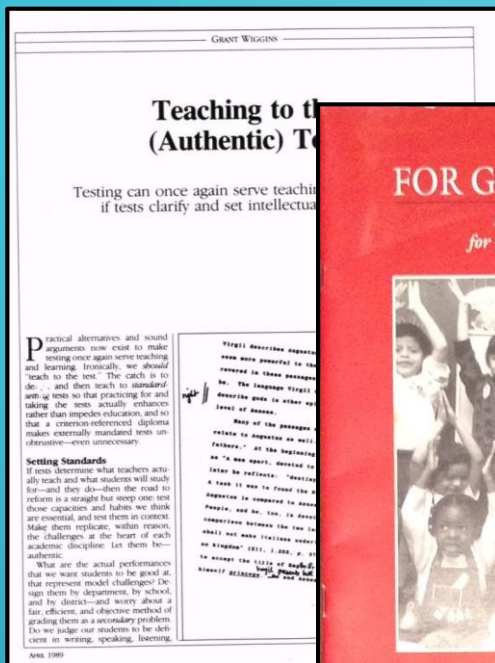 GRANT WIGGINS
Teaching to th
(Authentic) Te
Testing can once again serve teachin
if tests clarify and set intellectua
Practical alternatives and sound
arguments now exist to make
testing once again serve teaching
and learning. Ironically, we should
"teach to the test." The catch is to
de and then teach to standard-
setting tests so that practicing for and
taking the tests actually enhances
rather than impedes education, and so
that a criterion-referenced diploma
makes externally mandated tests un-
obtrusive—even unnecessary.
Setting Standards
If tests determine what teachers actu-
ally teach and what students will study
for—and they do—then the road to
reform is a straight but steep one: test
those capacities and habits we think
are essential, and test them in context.
Make them replicate, within reason,
the challenges at the heart of each
academic discipline. Let them be—
authentic.
What are the actual performances
that we want students to be good at,
that represent model challenges? De-
sign them by department, by school,
and by district—and worry about a
fair, efficient, and objective method of
grading them as a secondary problem.
Do we judge our students to be defi-
cient in writing, speaking, listening,
APRIL 1989
Virgil describes Augustus
seem more powerful to the
covered in these passages
be. The language Virgil
describe gods in other ep
level of Aeneas.
Many of the passages
relate to Augustus as well.
fathers." At the beginning
as "A man apart, devoted to
later he reflects: "destiny
A task it was to found the
Augustus is compared to Aenea
People, and he, too, is devot
comparison between the two
shall not make Italians under
no kingdom" (XII, 1.255, p.
to accept the title of
himself princeps and
FOR G
for